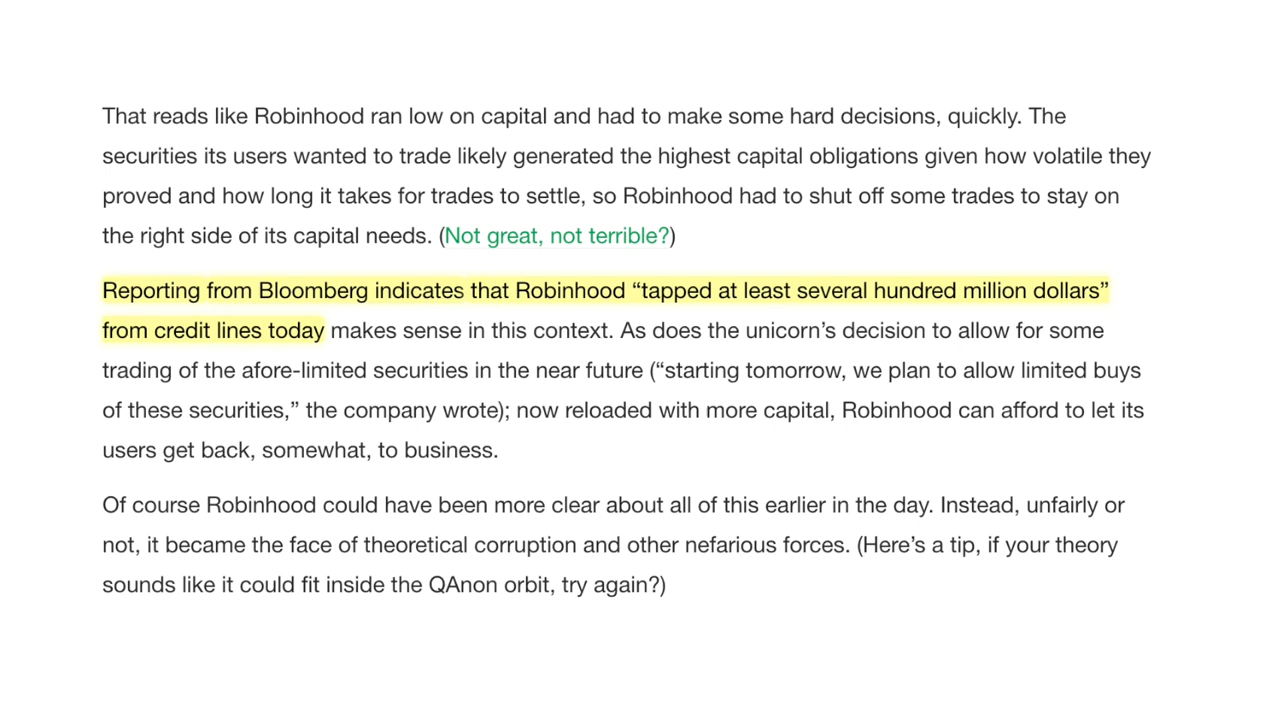 That reads like Robinhood ran low on capital and had to make some hard decisions, quickly. The
securities its users wanted to trade likely generated the highest capital obligations given how volatile they
proved and how long it takes for trades to settle, so Robinhood had to shut off some trades to stay on
the right side of its capital needs. (Not great, not terrible?)
Reporting from Bloomberg indicates that Robinhood “tapped at least several hundred million dollars”
from credit lines today makes sense in this context. As does the unicorn’s decision to allow for some
trading of the afore-limited securities in the near future (“starting tomorrow, we plan to allow limited buys
of these securities,” the company wrote); now reloaded with more capital, Robinhood can afford to let its
users get back, somewhat, to business.
Of course Robinhood could have been more clear about all of this earlier in the day. Instead, unfairly or
not, it became the face of theoretical corruption and other nefarious forces. (Here’s a tip, if your theory
sounds like it could fit inside the QAnon orbit, try again?)